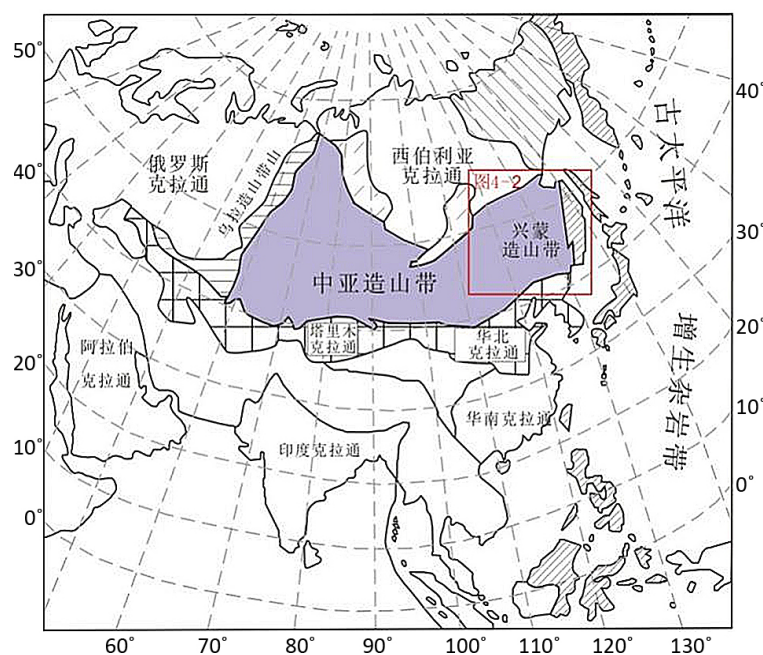 50°
40°
30°
20°
10°
0°
40°
30°
20°
10°
0°
60°
70°
80°
90°
100°
110°
120°
130°
俄罗斯
克拉通
乌拉造山带山
西伯利亚
克拉通
图4-2
兴蒙
造山带
中亚造山带
塔里木
克拉通
华北
克拉通
阿拉伯
克拉通
印度克拉通
华南克拉通
古太平洋
增生杂岩带